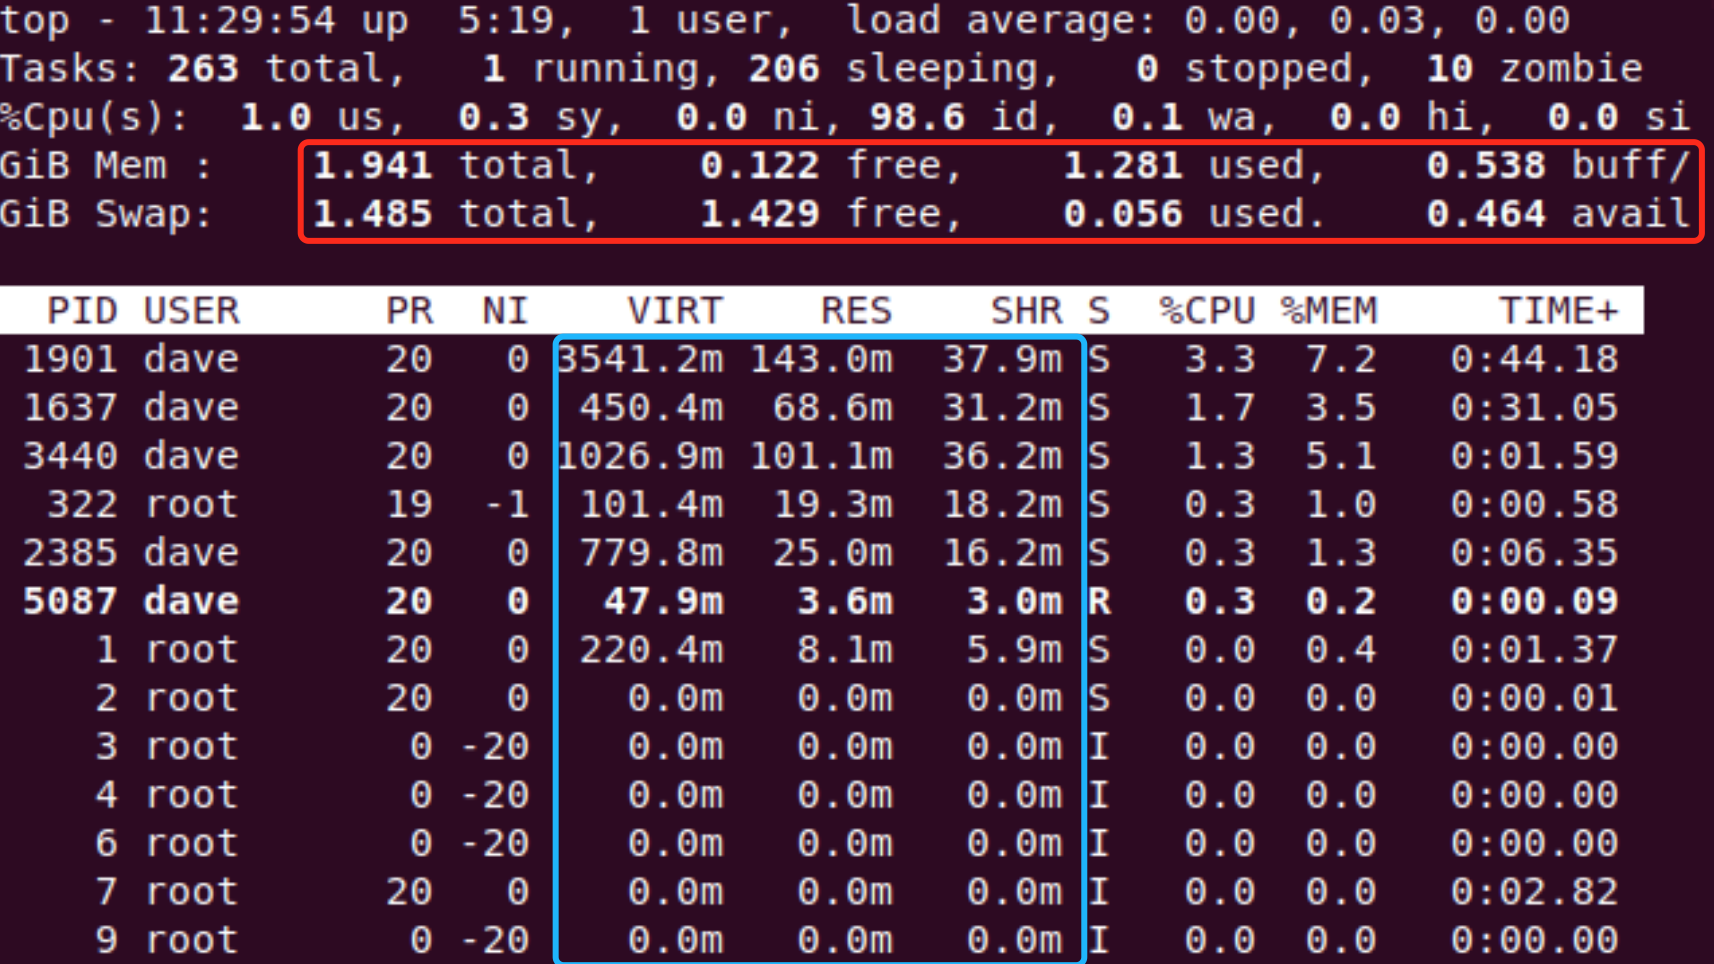 top - 11:29:54 up  5:19,  1 user,  load average: 0.00, 0.03, 0.00
Tasks: 263 total,   1 running, 206 sleeping,   0 stopped,  10 zombie
%Cpu(s):  1.0 us,  0.3 sy,  0.0 ni, 98.6 id,  0.1 wa,  0.0 hi,  0.0 si
GiB Mem :    1.941 total,    0.122 free,    1.281 used,    0.538 buff/
GiB Swap:    1.485 total,    1.429 free,    0.056 used.    0.464 avail
PID USER      PR  NI    VIRT    RES    SHR S  %CPU %MEM     TIME+
1901 dave      20   0 3541.2m 143.0m  37.9m S   3.3  7.2   0:44.18
1637 dave      20   0  450.4m  68.6m  31.2m S   1.7  3.5   0:31.05
3440 dave      20   0 1026.9m 101.1m  36.2m S   1.3  5.1   0:01.59
322 root      19  -1  101.4m  19.3m  18.2m S   0.3  1.0   0:00.58
2385 dave      20   0  779.8m  25.0m  16.2m S   0.3  1.3   0:06.35
5087 dave      20   0   47.9m   3.6m   3.0m R   0.3  0.2   0:00.09
1 root      20   0  220.4m   8.1m   5.9m S   0.0  0.4   0:01.37
2 root      20   0    0.0m   0.0m   0.0m S   0.0  0.0   0:00.01
3 root       0 -20    0.0m   0.0m   0.0m I   0.0  0.0   0:00.00
4 root       0 -20    0.0m   0.0m   0.0m I   0.0  0.0   0:00.00
6 root       0 -20    0.0m   0.0m   0.0m I   0.0  0.0   0:00.00
7 root      20   0    0.0m   0.0m   0.0m I   0.0  0.0   0:02.82
9 root       0 -20    0.0m   0.0m   0.0m I   0.0  0.0   0:00.00